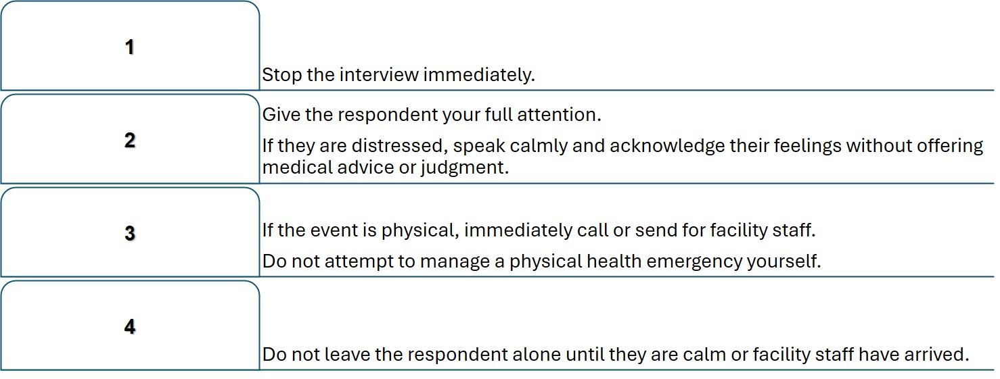 1
Stop the interview immediately.
2
Give the respondent your full attention.
If they are distressed, speak calmly and acknowledge their feelings without offering
medical advice or judgment.
3
If the event is physical, immediately call or send for facility staff.
Do not attempt to manage a physical health emergency yourself.
4
Do not leave the respondent alone until they are calm or facility staff have arrived.